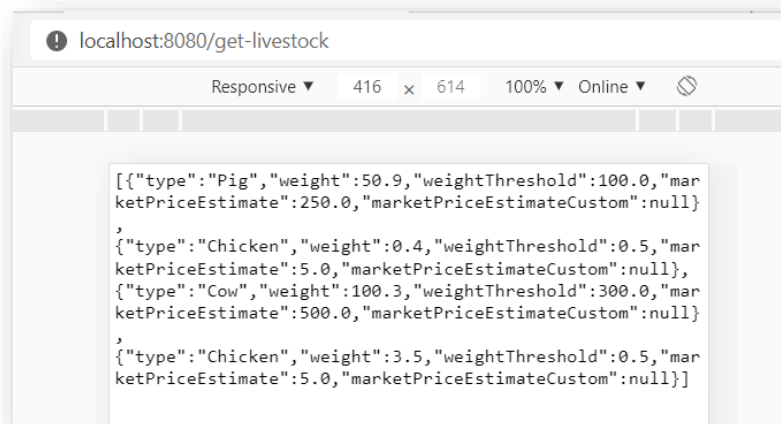 localhost:8080/get-livestock
Responsive ▼ 416 × 614 100% ▼ Online ▼
[{"type":"Pig","weight":50.9,"weightThreshold":100.0,"mar
ketPriceEstimate":250.0,"marketPriceEstimateCustom":null}
,
{"type":"Chicken","weight":0.4,"weightThreshold":0.5,"mar
ketPriceEstimate":5.0,"marketPriceEstimateCustom":null},
{"type":"Cow","weight":100.3,"weightThreshold":300.0,"mar
ketPriceEstimate":500.0,"marketPriceEstimateCustom":null}
,
{"type":"Chicken","weight":3.5,"weightThreshold":0.5,"mar
ketPriceEstimate":5.0,"marketPriceEstimateCustom":null}]